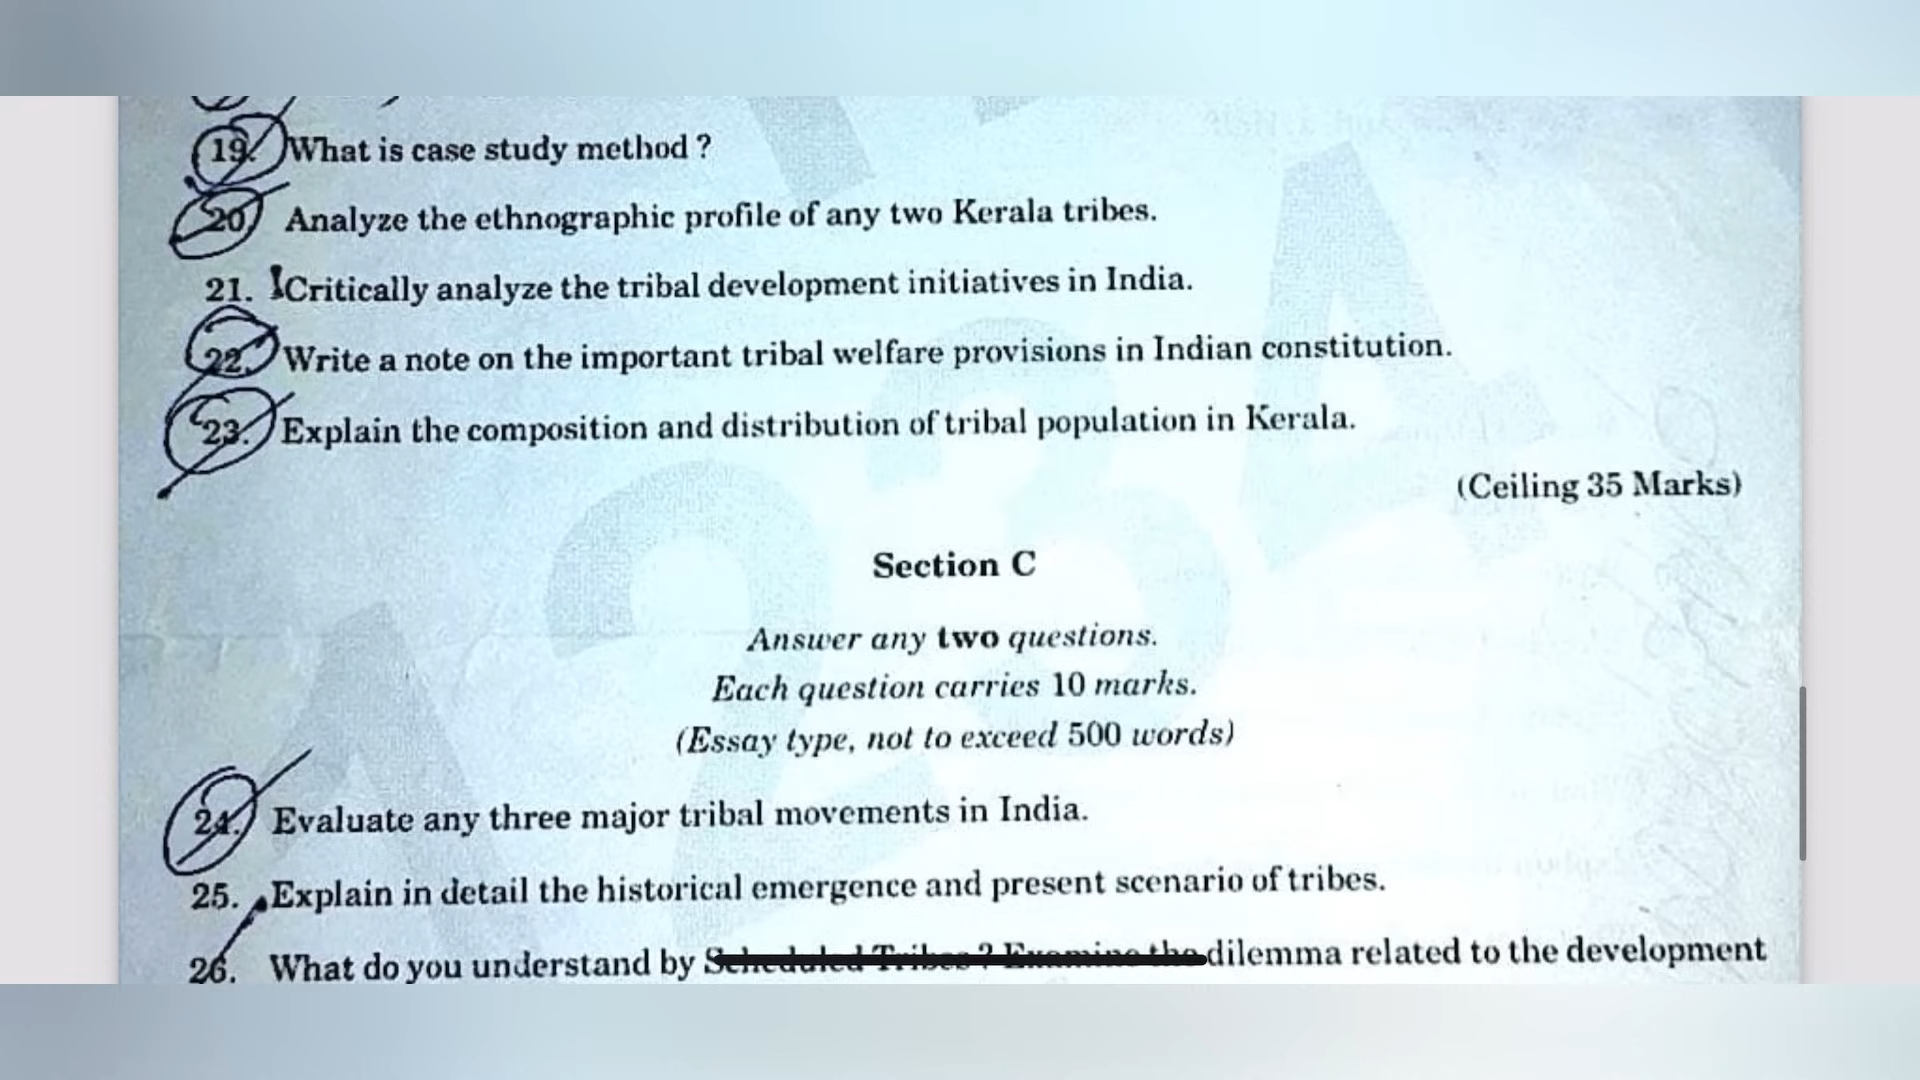 19. What is case study method ?
20. Analyze the ethnographic profile of any two Kerala tribes.
21. Critically analyze the tribal development initiatives in India.
22. Write a note on the important tribal welfare provisions in Indian constitution.
23. Explain the composition and distribution of tribal population in Kerala.
(Ceiling 35 Marks)
Section C
Answer any two questions.
Each question carries 10 marks.
(Essay type, not to exceed 500 words)
24. Evaluate any three major tribal movements in India.
25. Explain in detail the historical emergence and present scenario of tribes.
26. What do you understand by Scheduled Tribes ? Examine the dilemma related to the development